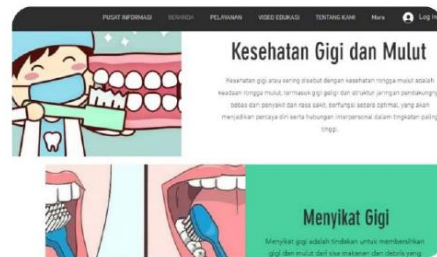 PUSAT INFORMASI BERANDA PELAYANAN VIDEO EDUKASI TENTANG KAMI More Log In
Kesehatan Gigi dan Mulut
Kesehatan gigi atau sering disebut dengan kesehatan rongga mulut adalah
keadaan rongga mulut, termasuk gigi geligi dan struktur jaringan pendukungnya
bebas dari penyakit dan rasa sakit, berfungsi secara optimal, yang akan
menjadikan percaya diri serta hubungan interpersonal dalam tingkatan paling
tinggi.
Menyikat Gigi
Menyikat gigi adalah tindakan untuk membersihkan
gigi dan mulut dari sisa makanan dan debris yang